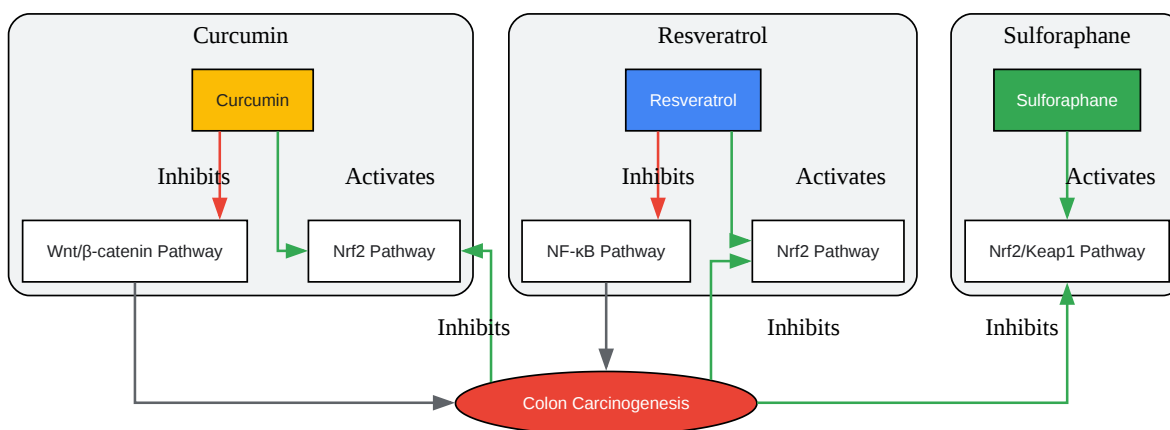 Curcumin
Resveratrol
Sulforaphane
Curcumin
Resveratrol
Sulforaphane
Inhibits
Activates
Inhibits
Activates
Activates
Wnt/β-catenin Pathway
Nrf2 Pathway
NF-κB Pathway
Nrf2 Pathway
Nrf2/Keap1 Pathway
Inhibits
Inhibits
Inhibits
Colon Carcinogenesis